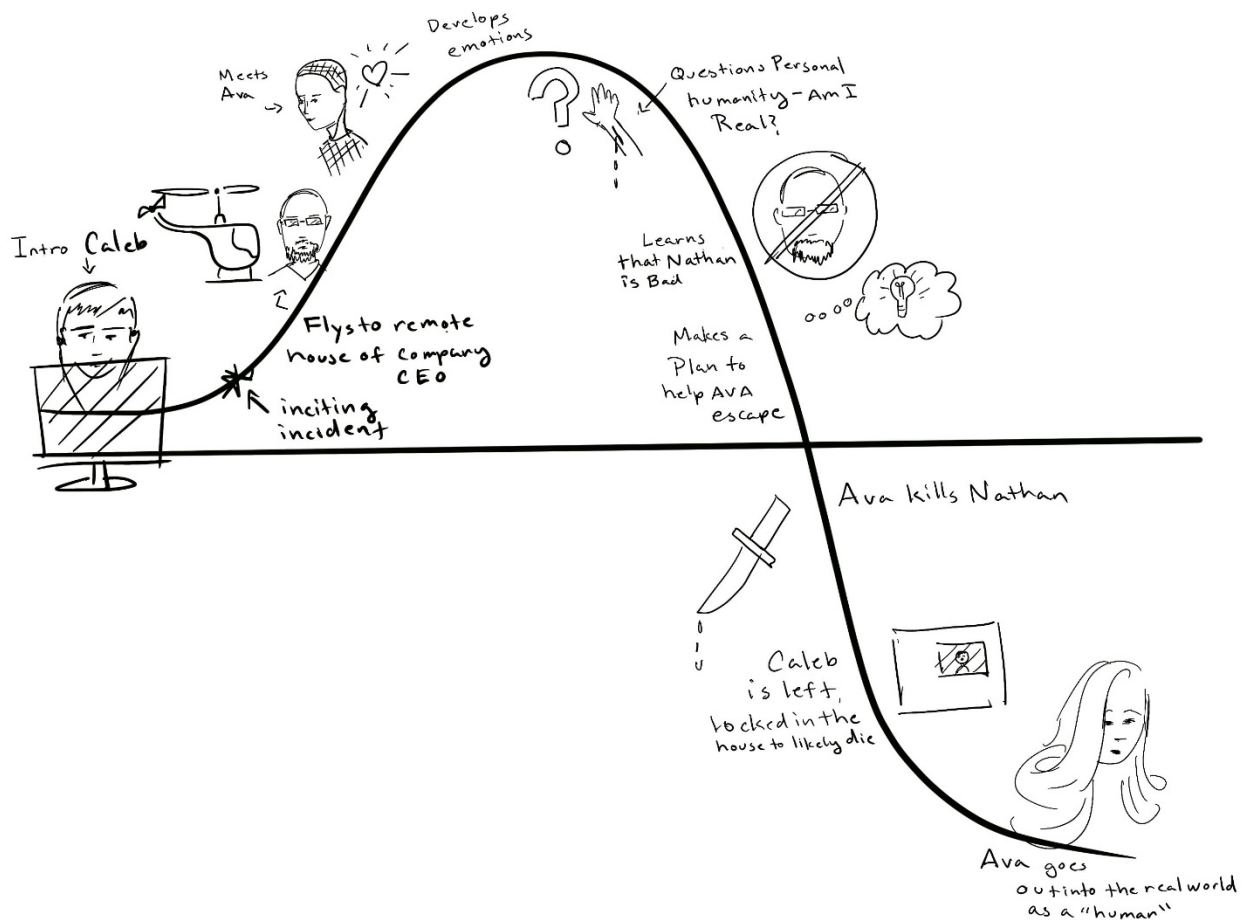 Intro Caleb
inciting
incident
Flys to remote
house of company
CEO
Meets
Ava
Develops
emotions
Questions Personal
humanity - Am I
Real?
Learns
that Nathan
is Bad
Makes a
Plan to
help AVA
escape
Ava kills Nathan
Caleb
is left,
locked in the
house to likely die
Ava goes
out into the real world
as a "human"